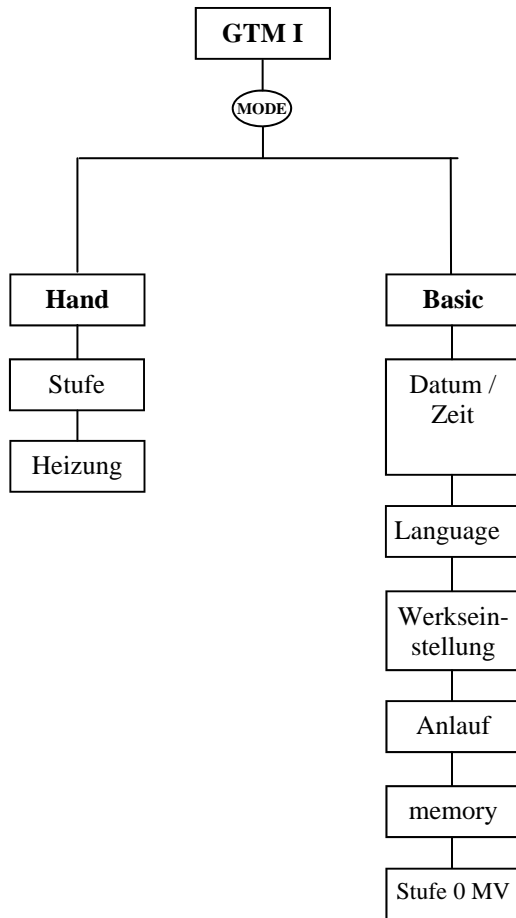 GTM I
MODE
Hand
Stufe
Heizung
Basic
Datum /
Zeit
Language
Werksein-
stellung
Anlauf
memory
Stufe 0 MV